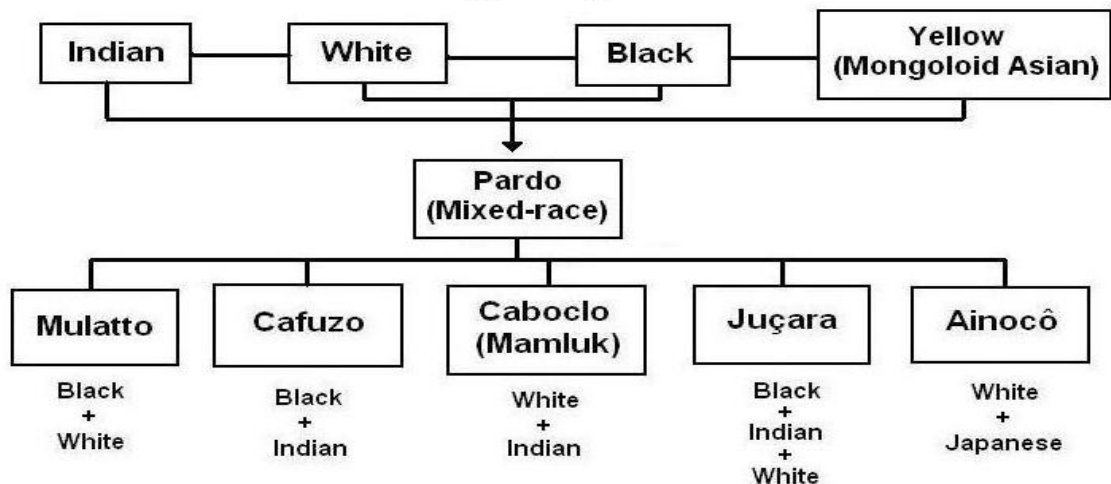 Indian
White
Black
Yellow
(Mongoloid Asian)
Pardo
(Mixed-race)
Mulatto
Cafuzo
Caboclo
(Mamluk)
Juçara
Ainocô
Black
+
White
Black
+
Indian
White
+
Indian
Black
+
Indian
+
White
White
+
Japanese